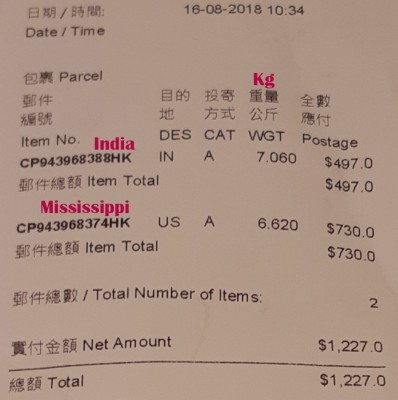 日期 / 時間: 16-08-2018 10:34
Date / Time
包裹 Parcel Kg
郵件 目的 投寄 重量 全數
編號 地 方式 公斤 應付
Item No. DES CAT WGT Postage
India
CP943968388HK IN A 7.060 $497.0
郵件總額 Item Total $497.0
Mississippi
CP943968374HK US A 6.620 $730.0
郵件總額 Item Total $730.0
郵件總數 / Total Number of Items: 2
實付金額 Net Amount $1,227.0
總額 Total $1,227.0